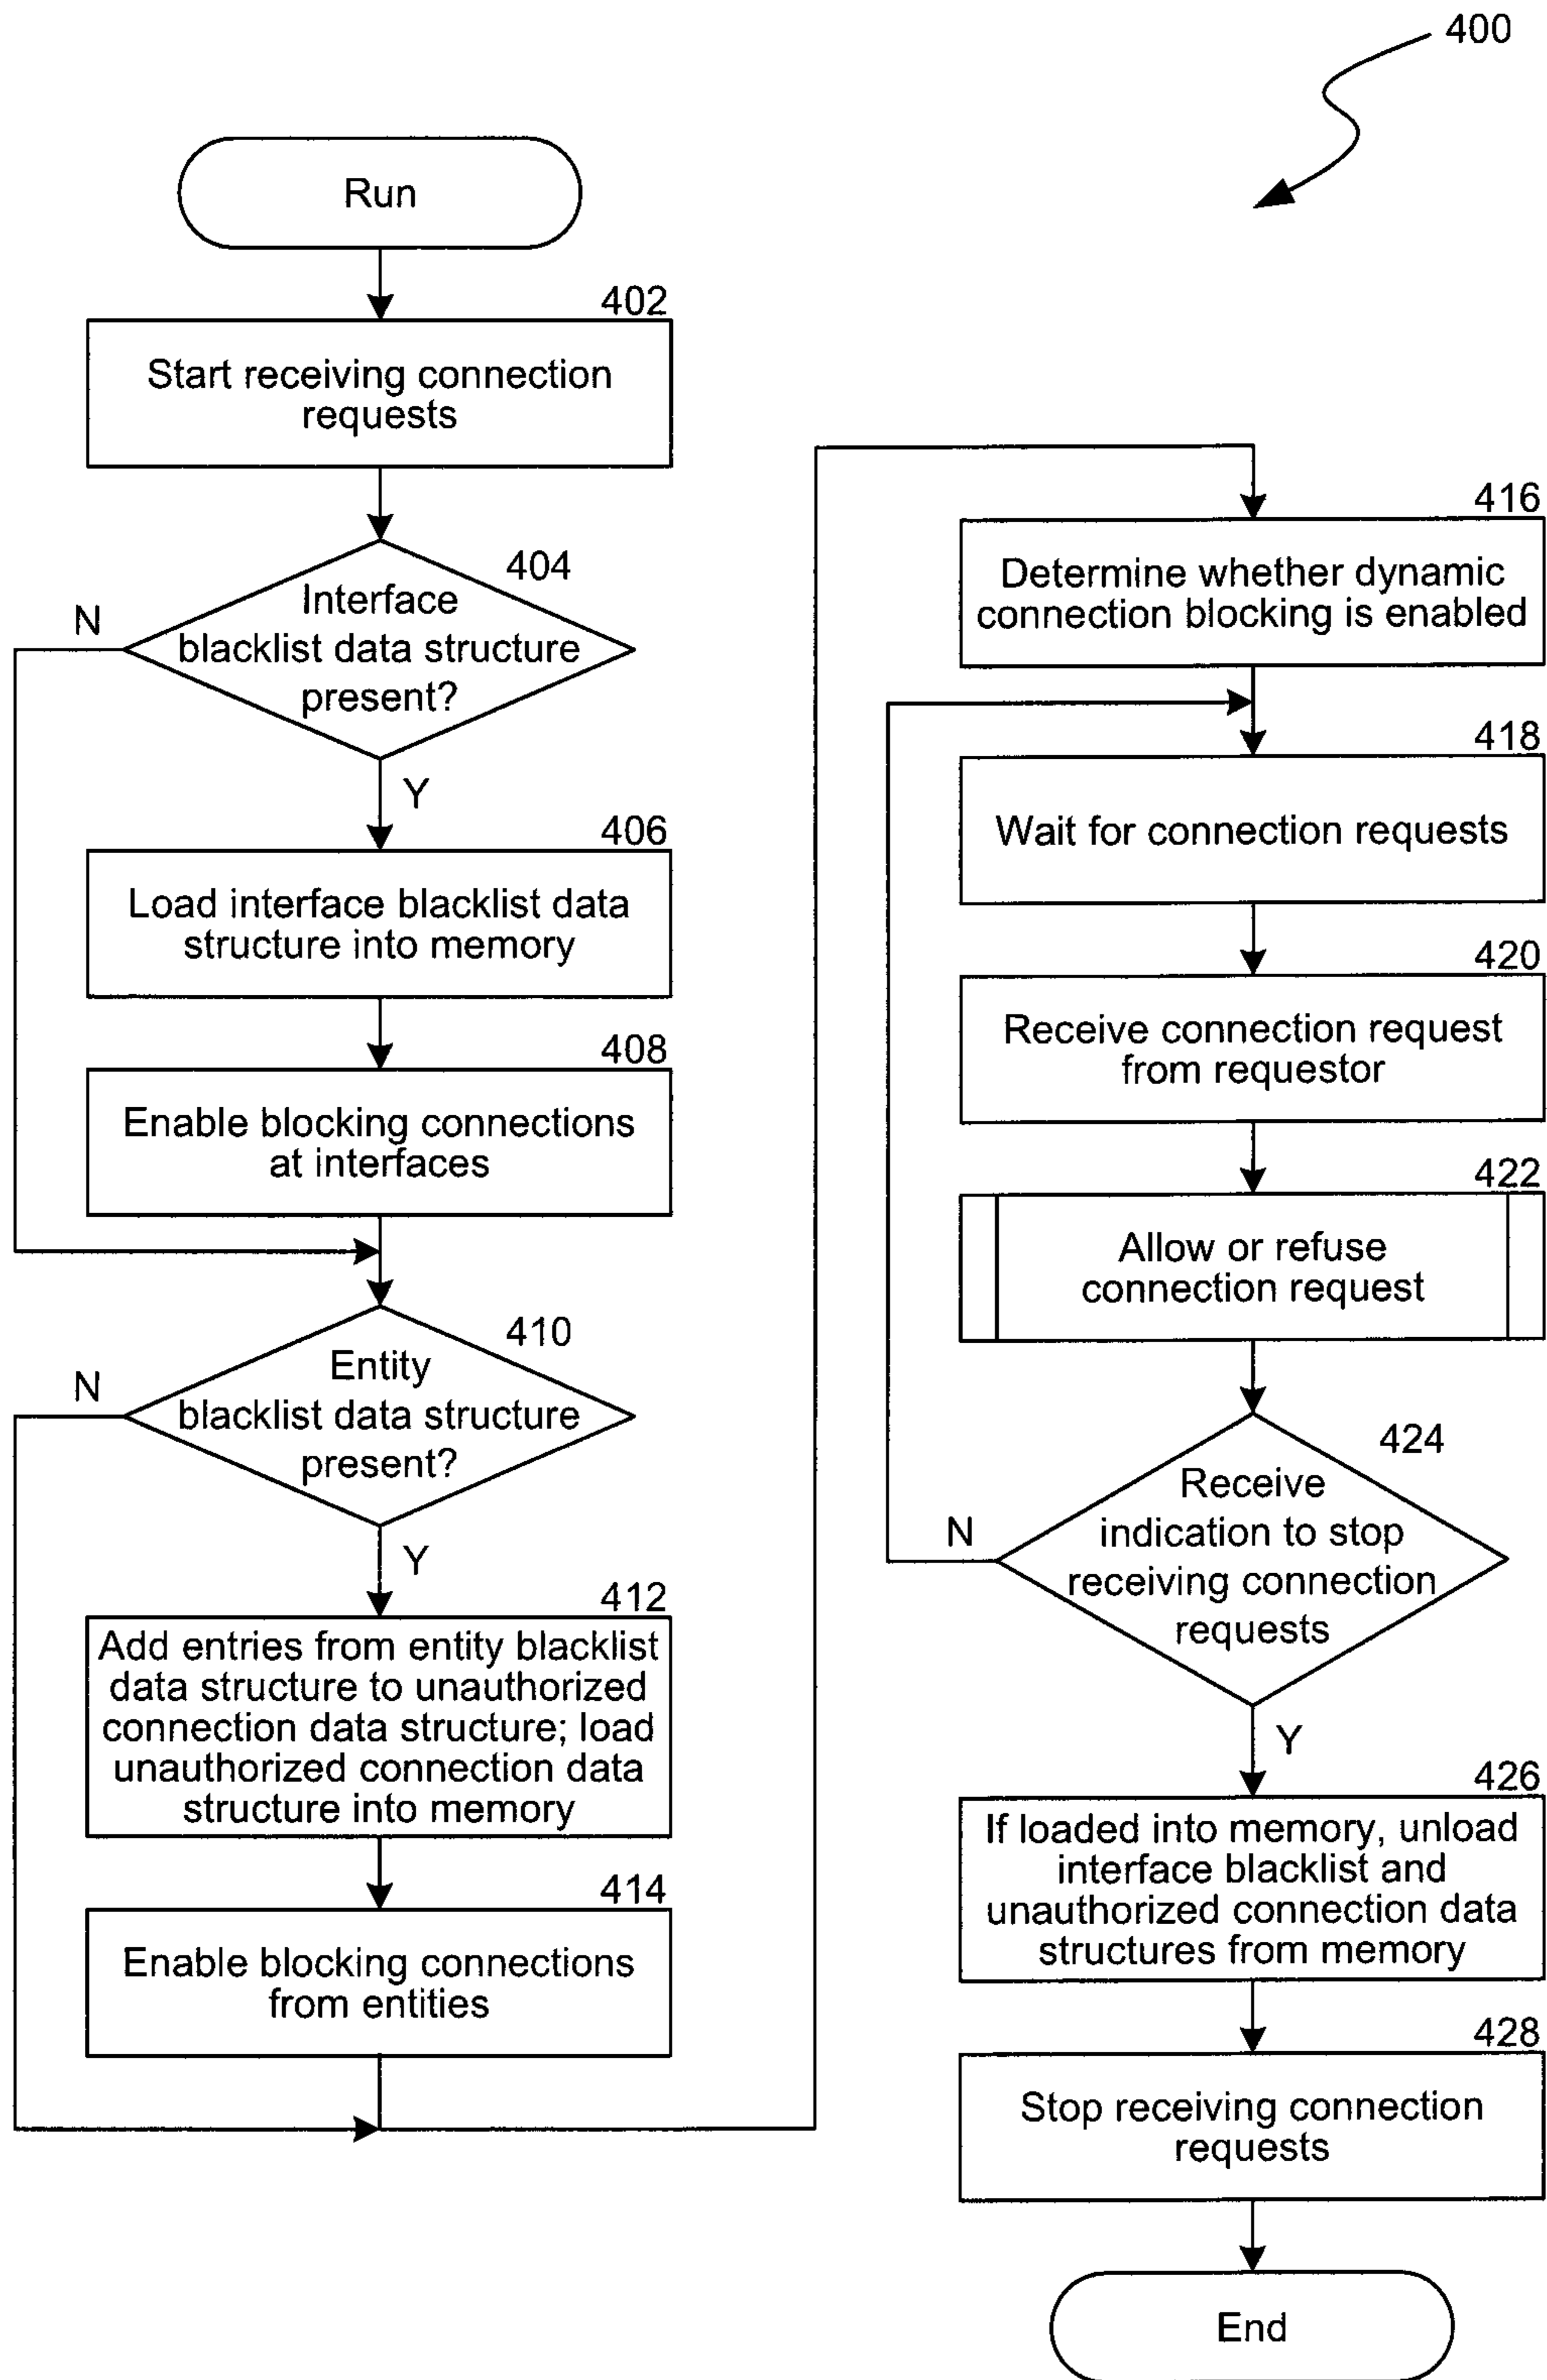 400
Run
402
Start receiving connection
requests
404
Interface
blacklist data structure
present?
N
Y
406
Load interface blacklist data
structure into memory
408
Enable blocking connections
at interfaces
410
Entity
blacklist data structure
present?
N
Y
412
Add entries from entity blacklist
data structure to unauthorized
connection data structure; load
unauthorized connection data
structure into memory
414
Enable blocking connections
from entities
416
Determine whether dynamic
connection blocking is enabled
418
Wait for connection requests
420
Receive connection request
from requestor
422
Allow or refuse
connection request
424
Receive
indication to stop
receiving connection
requests
N
Y
426
If loaded into memory, unload
interface blacklist and
unauthorized connection data
structures from memory
428
Stop receiving connection
requests
End